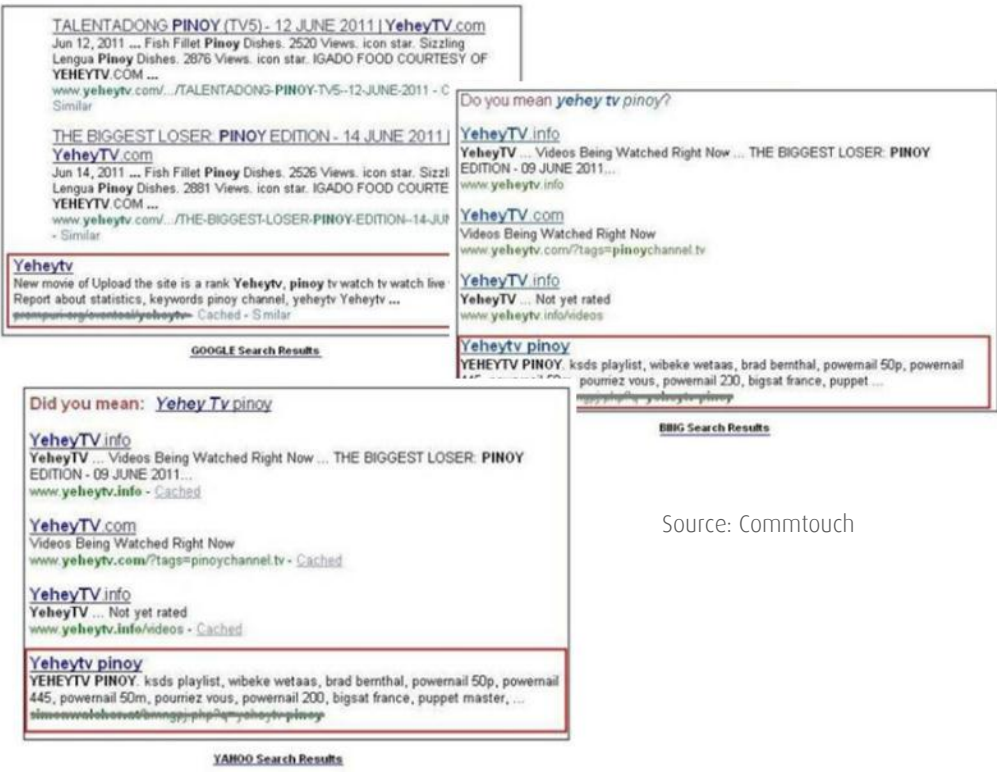 TALENTADONG PINOY (TV5) - 12 JUNE 2011 | YeheyTV.com
Jun 12, 2011 ... Fish Fillet Pinoy Dishes. 2520 Views. icon star. Sizzling
Lengua Pinoy Dishes. 2876 Views. icon star. IGADO FOOD COURTESY OF
YEHEYTV.COM ...
www.yeheytv.com/.../TALENTADONG-PINOY-TV5--12-JUNE-2011 - C
Similar
THE BIGGEST LOSER: PINOY EDITION - 14 JUNE 2011 |
YeheyTV.com
Jun 14, 2011 ... Fish Fillet Pinoy Dishes. 2526 Views. icon star. Sizzli
Lengua Pinoy Dishes. 2881 Views. icon star. IGADO FOOD COURTE
YEHEYTV.COM ...
www.yeheytv.com/.../THE-BIGGEST-LOSER-PINOY-EDITION--14-JUN
- Similar
Yeheytv
New movie of Upload the site is a rank Yeheytv, pinoy tv watch tv watch live
Report about statistics, keywords pinoy channel, yeheytv Yeheytv ...
Cached - Similar
GOOGLE Search Results
Do you mean yehey tv pinoy?
YeheyTV.info
YeheyTV ... Videos Being Watched Right Now ... THE BIGGEST LOSER: PINOY
EDITION - 09 JUNE 2011...
www.yeheytv.info
YeheyTV.com
Videos Being Watched Right Now
www.yeheytv.com/?tags=pinoychannel.tv
YeheyTV.info
YeheyTV ... Not yet rated
www.yeheytv.info/videos
Yeheytv pinoy
YEHEYTV PINOY. ksds playlist, wibeke wetaas, brad bernthal, powernail 50p, powernail
pourriez vous, powernail 200, bigsat france, puppet ...
BING Search Results
Did you mean: Yehey Tv pinoy
YeheyTV.info
YeheyTV ... Videos Being Watched Right Now ... THE BIGGEST LOSER: PINOY
EDITION - 09 JUNE 2011...
www.yeheytv.info - Cached
YeheyTV.com
Videos Being Watched Right Now
www.yeheytv.com/?tags=pinoychannel.tv - Cached
YeheyTV.info
YeheyTV ... Not yet rated
www.yeheytv.info/videos - Cached
Yeheytv pinoy
YEHEYTV PINOY. ksds playlist, wibeke wetaas, brad bernthal, powernail 50p, powernail
445, powernail 50m, pourriez vous, powernail 200, bigsat france, puppet master, ...
YAHOO Search Results
Source: Commtouch